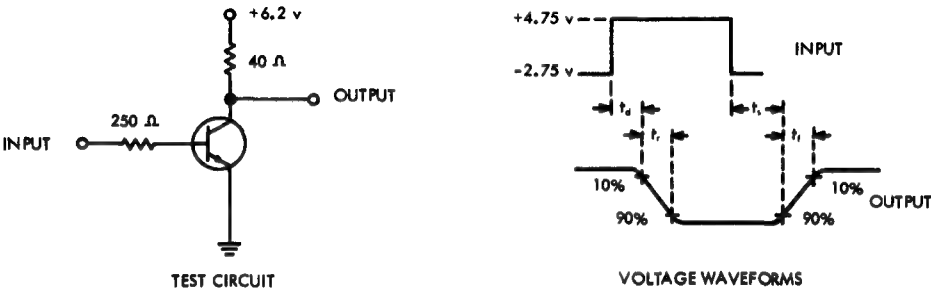 +6.2 v
40 Ω
OUTPUT
250 Ω
INPUT
TEST CIRCUIT
+4.75 v
INPUT
-2.75 v
td
ts
tr
tf
10%
10%
OUTPUT
90%
90%
VOLTAGE WAVEFORMS